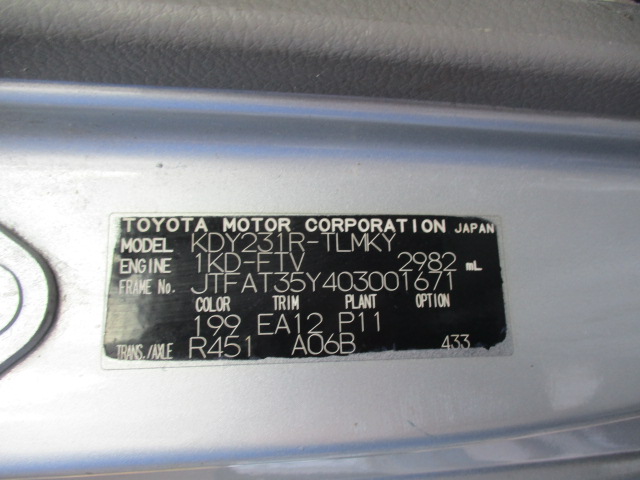 TOYOTA MOTOR CORPORATION JAPAN
MODEL KDY231R-TLMKY
ENGINE 1KD-FTV 2982 mL
FRAME NO. JTFAT35Y403001671
COLOR TRIM PLANT OPTION
199 EA12 P11
TRANS./AXLE R451 A06B 433